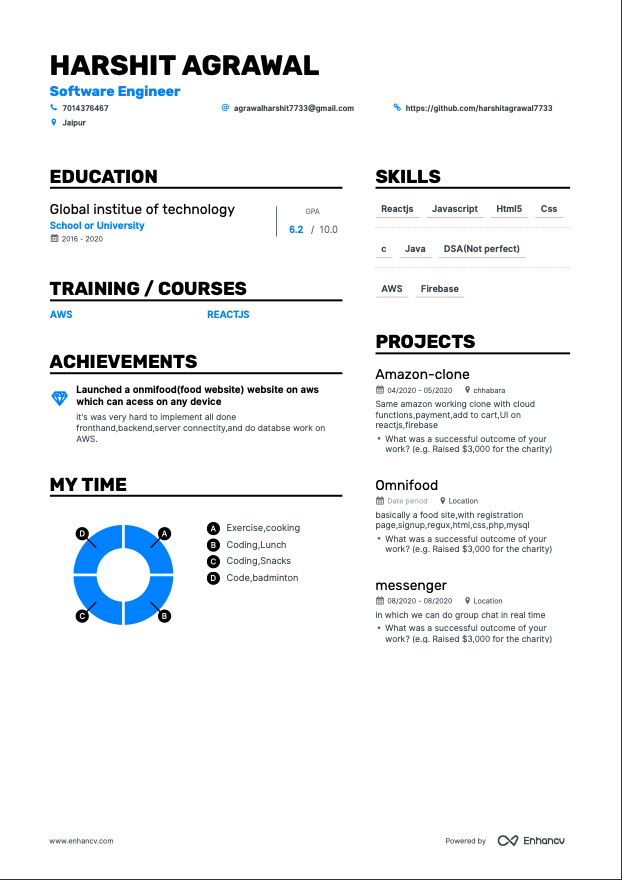 HARSHIT AGRAWAL
Software Engineer
7014376467
@ agrawalharshit7733@gmail.com
https://github.com/harshitagrawal7733
Jaipur
EDUCATION
Global institue of technology
School or University
2016 - 2020
GPA
6.2 / 10.0
TRAINING / COURSES
AWS
REACTJS
ACHIEVEMENTS
Launched a onmifood(food website) website on aws
which can acess on any device
it's was very hard to implement all done
fronthand,backend,server connectivty,and do databse work on
AWS.
MY TIME
D
A
C
B
A Exercise,cooking
B Coding,Lunch
C Coding,Snacks
D Code,badminton
SKILLS
Reactjs Javascript Html5 Css
c Java DSA(Not perfect)
AWS Firebase
PROJECTS
Amazon-clone
04/2020 - 05/2020 chhabara
Same amazon working clone with cloud
functions,payment,add to cart,UI on
reactjs,firebase
• What was a successful outcome of your
work? (e.g. Raised $3,000 for the charity)
Omnifood
Date period Location
basically a food site,with registration
page,signup,regux,html,css,php,mysql
• What was a successful outcome of your
work? (e.g. Raised $3,000 for the charity)
messenger
08/2020 - 08/2020 Location
in which we can do group chat in real time
• What was a successful outcome of your
work? (e.g. Raised $3,000 for the charity)
www.enhancv.com
Powered by Enhancv